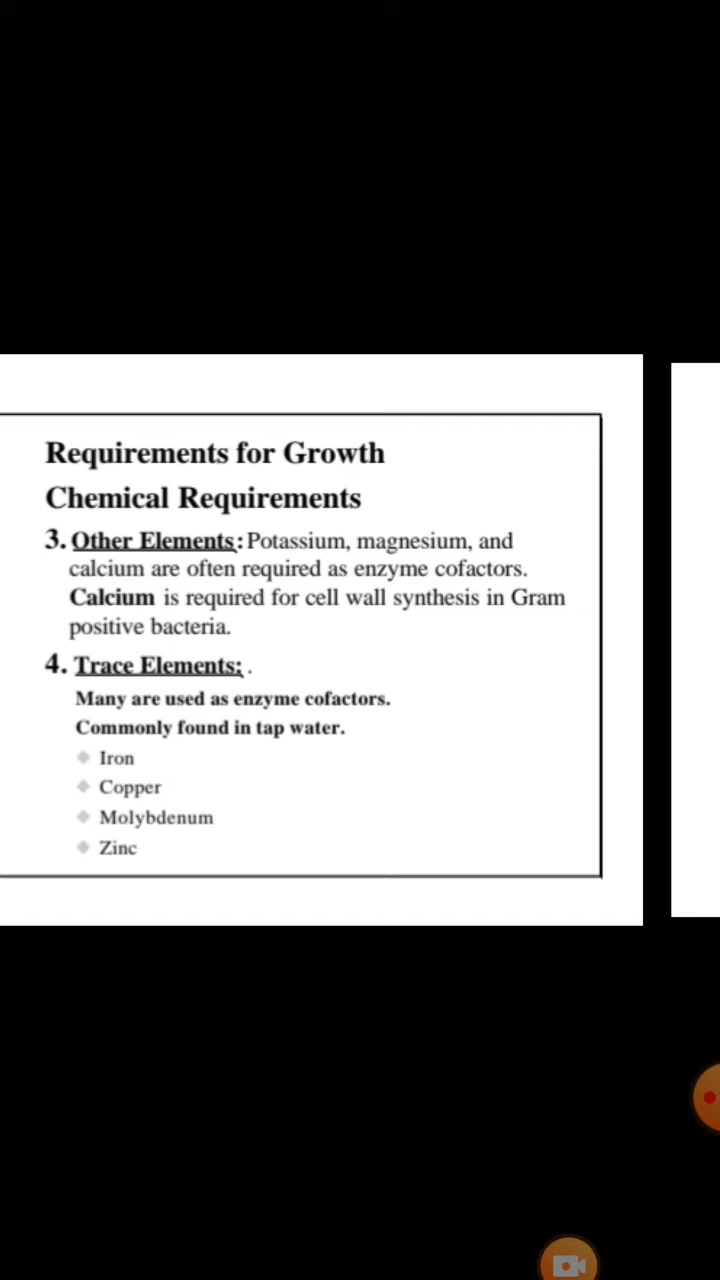 Requirements for Growth
Chemical Requirements
3. Other Elements: Potassium, magnesium, and
calcium are often required as enzyme cofactors.
Calcium is required for cell wall synthesis in Gram
positive bacteria.
4. Trace Elements: .
Many are used as enzyme cofactors.
Commonly found in tap water.
Iron
Copper
Molybdenum
Zinc